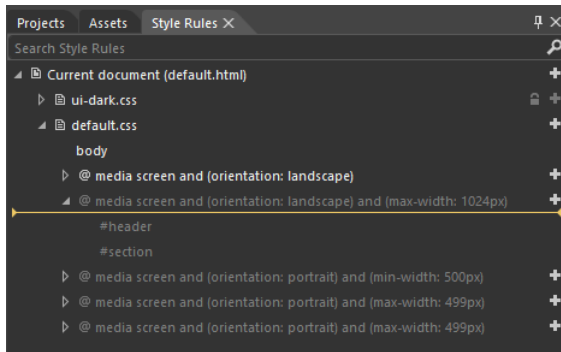 Projects Assets Style Rules
Search Style Rules
Current document (default.html)
ui-dark.css
default.css
body
@ media screen and (orientation: landscape)
@ media screen and (orientation: landscape) and (max-width: 1024px)
#header
#section
@ media screen and (orientation: portrait) and (min-width: 500px)
@ media screen and (orientation: portrait) and (max-width: 499px)
@ media screen and (orientation: portrait) and (max-width: 499px)